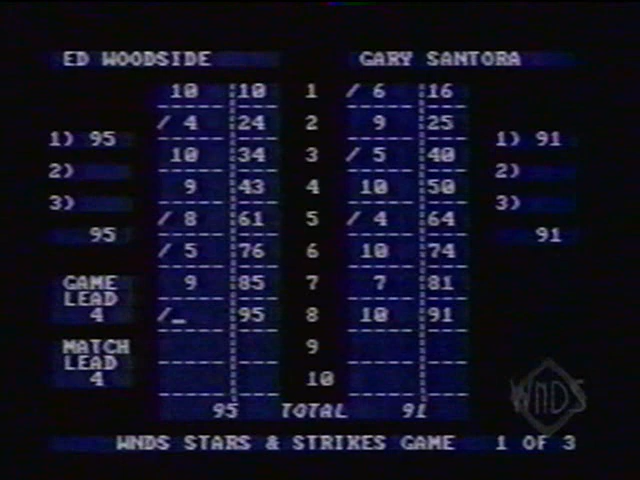 ED WOODSIDE GARY SANTORA
10 10 1 / 6 16
/ 4 24 2 9 25
1) 95 1) 91
10 34 3 / 5 40
2) 2)
9 43 4 10 50
3) 3)
/ 8 61 5 / 4 64
95 91
/ 5 76 6 10 74
GAME 9 85 7 7 81
LEAD
4 /_ 95 8 10 91
MATCH 9
LEAD
4 10
95 TOTAL 91
WNDS
WNDS STARS & STRIKES GAME 1 OF 3